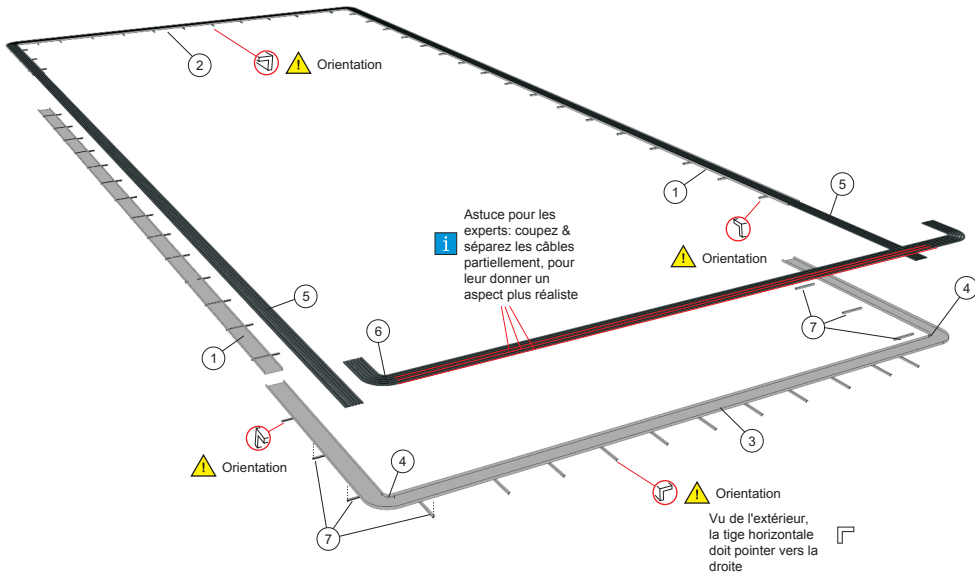 2
! Orientation
1
5
Astuce pour les
experts: coupez &
séparez les câbles
partiellement, pour
leur donner un
aspect plus réaliste
i
! Orientation
4
5
7
6
1
3
! Orientation
4
7
! Orientation
Vu de l'extérieur,
la tige horizontale
doit pointer vers la
droite